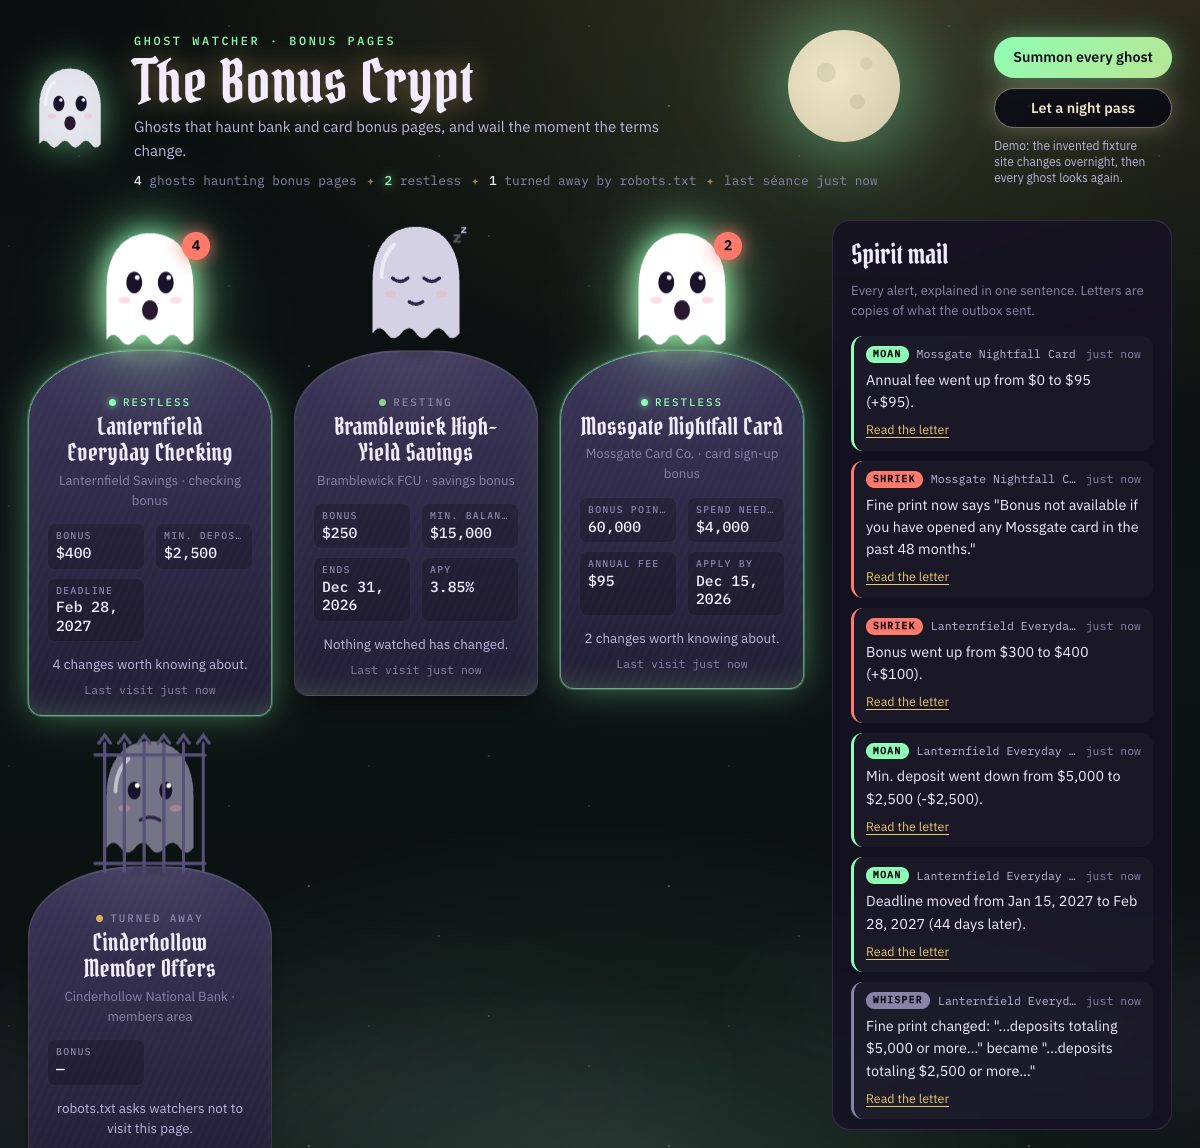 GHOST WATCHER · BONUS PAGES
The Bonus Crypt
Ghosts that haunt bank and card bonus pages, and wail the moment the terms
change.
4 ghosts haunting bonus pages ✦ 2 restless ✦ 1 turned away by robots.txt ✦ last séance just now
Summon every ghost
Let a night pass
Demo: the invented fixture
site changes overnight, then
every ghost looks again.
4
RESTLESS
Lanternfield
Everyday Checking
Lanternfield Savings · checking
bonus
BONUS
$400
MIN. DEPOS…
$2,500
DEADLINE
Feb 28,
2027
4 changes worth knowing about.
Last visit just now
z z
RESTING
Bramblewick High-
Yield Savings
Bramblewick FCU · savings bonus
BONUS
$250
MIN. BALAN…
$15,000
ENDS
Dec 31,
2026
APY
3.85%
Nothing watched has changed.
Last visit just now
2
RESTLESS
Mossgate Nightfall Card
Mossgate Card Co. · card sign-up
bonus
BONUS POIN…
60,000
SPEND NEED…
$4,000
ANNUAL FEE
$95
APPLY BY
Dec 15,
2026
2 changes worth knowing about.
Last visit just now
TURNED AWAY
Cinderhollow
Member Offers
Cinderhollow National Bank ·
members area
BONUS
—
robots.txt asks watchers not to
visit this page.
Spirit mail
Every alert, explained in one sentence. Letters are
copies of what the outbox sent.
MOAN Mossgate Nightfall Card just now
Annual fee went up from $0 to $95
(+$95).
Read the letter
SHRIEK Mossgate Nightfall C… just now
Fine print now says "Bonus not available if
you have opened any Mossgate card in the
past 48 months."
Read the letter
SHRIEK Lanternfield Everyda… just now
Bonus went up from $300 to $400
(+$100).
Read the letter
MOAN Lanternfield Everyday … just now
Min. deposit went down from $5,000 to
$2,500 (-$2,500).
Read the letter
MOAN Lanternfield Everyday … just now
Deadline moved from Jan 15, 2027 to Feb
28, 2027 (44 days later).
Read the letter
WHISPER Lanternfield Everyd… just now
Fine print changed: "…deposits totaling
$5,000 or more…" became "…deposits
totaling $2,500 or more…"
Read the letter